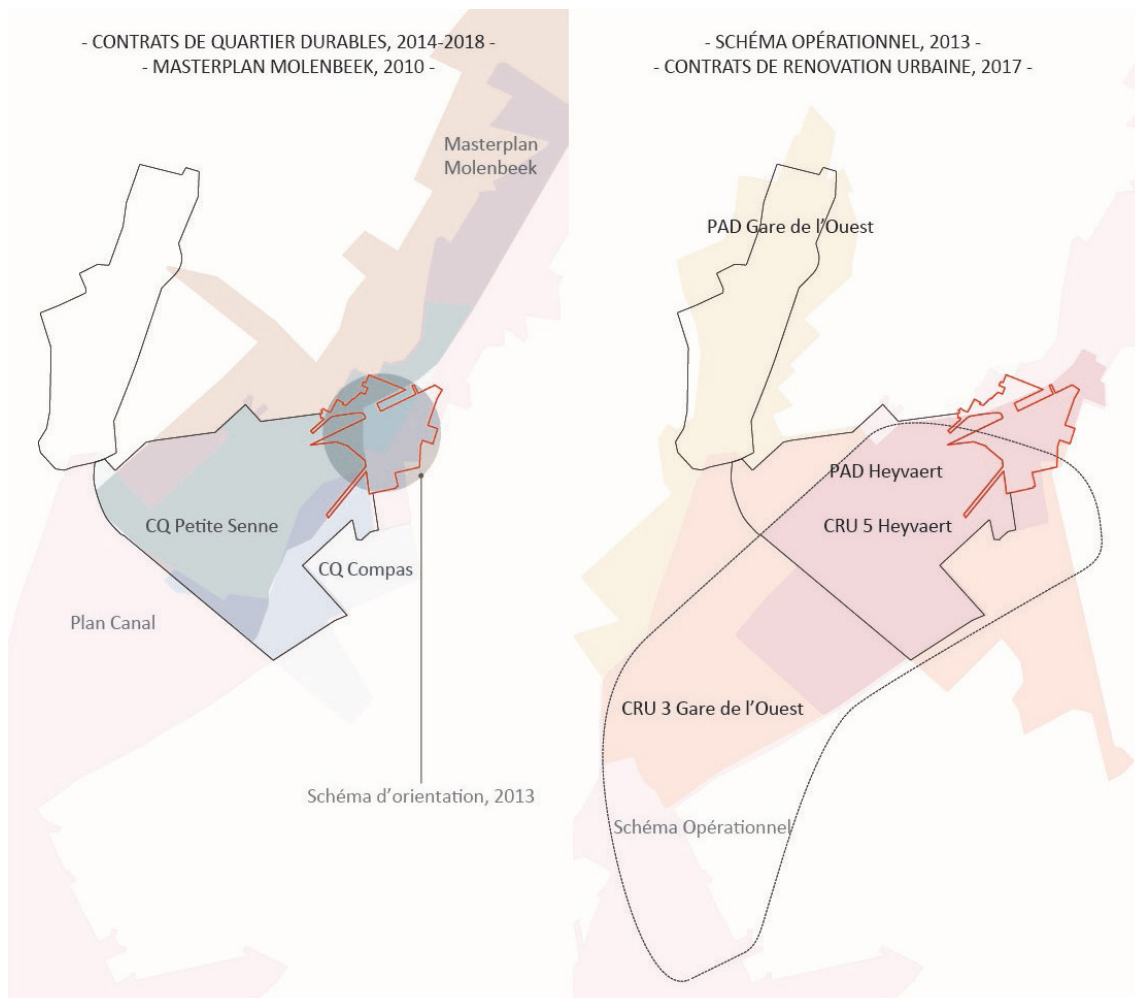 - CONTRATS DE QUARTIER DURABLES, 2014-2018 -
- MASTERPLAN MOLENBEEK, 2010 -
Masterplan
Molenbeek
CQ Petite Senne
CQ Compas
Plan Canal
Schéma d'orientation, 2013
- SCHÉMA OPÉRATIONNEL, 2013 -
- CONTRATS DE RENOVATION URBAINE, 2017 -
PAD Gare de l'Ouest
PAD Heyvaert
CRU 5 Heyvaert
CRU 3 Gare de l'Ouest
Schéma Opérationnel